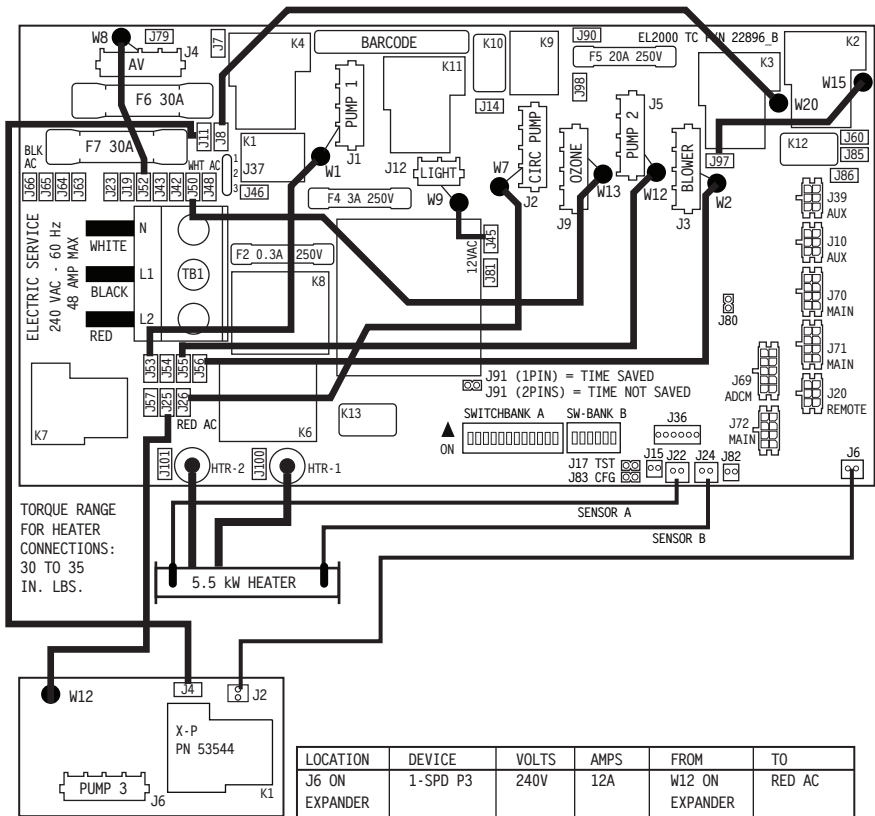 W8
J79
J4
AV
J7
K4
BARCODE
K10
K9
J90
EL2000 TC P/N 22896_B
K2
F5 20A 250V
K3
W15
F6 30A
K11
J98
W20
PUMP 1
J14
J5
PUMP 2
J11
J8
F7 30A
BLK
AC
WHT AC
K1
J37
1
2
3
J46
J1
W1
J12
LIGHT
CIRC PUMP
W7
J2
OZONE
W13
J9
W12
BLOWER
W2
J3
J97
K12
J60
J85
J86
J66
J65
J64
J63
J23
J19
J52
J43
J42
J50
J48
F4 3A 250V
W9
J39
AUX
J10
AUX
ELECTRIC SERVICE
240 VAC - 60 Hz
48 AMP MAX
N
WHITE
L1
BLACK
L2
RED
TB1
F2 0.3A 250V
K8
12VAC
J45
J81
J80
J70
MAIN
J71
MAIN
J20
REMOTE
J53
J54
J55
J56
J57
J25
J26
RED AC
K7
K6
K13
J91 (1PIN) = TIME SAVED
J91 (2PINS) = TIME NOT SAVED
J69
ADCM
SWITCHBANK A
SW-BANK B
ON
J36
J72
MAIN
J101
HTR-2
J100
HTR-1
J17 TST
J83 CFG
J15
J22
J24
J82
J6
TORQUE RANGE
FOR HEATER
CONNECTIONS:
30 TO 35
IN. LBS.
SENSOR A
SENSOR B
5.5 kW HEATER
W12
J4
J2
X-P
PN 53544
PUMP 3
J6
K1
LOCATION DEVICE VOLTS AMPS FROM TO
J6 ON 1-SPD P3 240V 12A W12 ON RED AC
EXPANDER EXPANDER